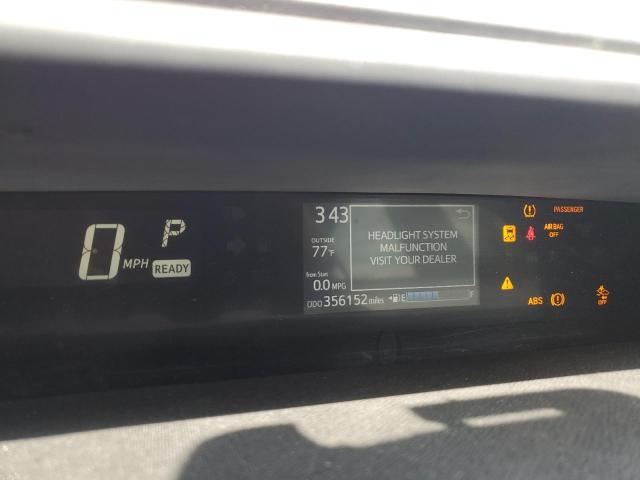 0 MPH
P
READY
3 43
OUTSIDE
77°F
from Start
0.0 MPG
ODO 356152 miles
E F
HEADLIGHT SYSTEM
MALFUNCTION
VISIT YOUR DEALER
PASSENGER
AIR BAG
OFF
ABS
OFF